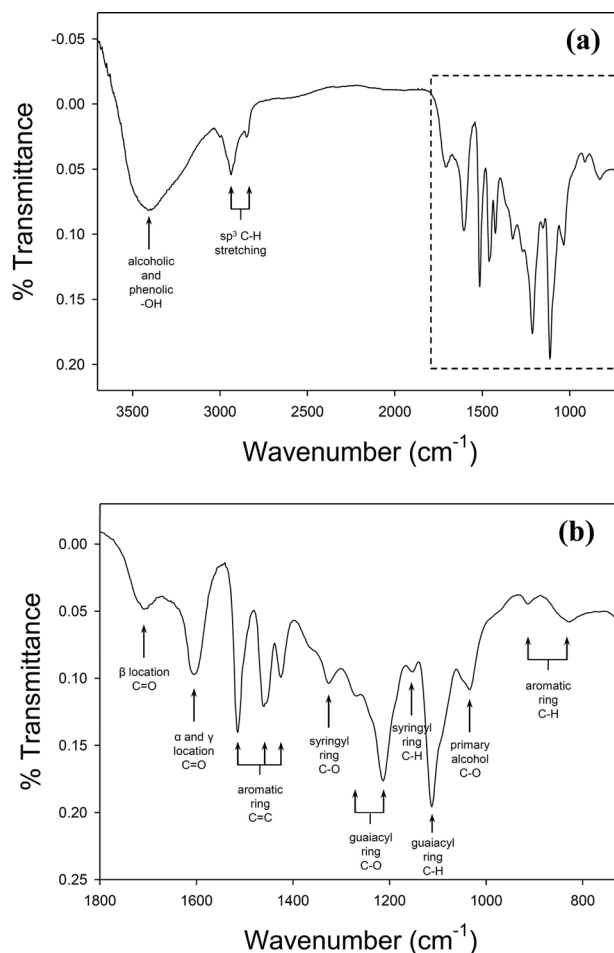 (a)
% Transmittance
-0.05
0.00
0.05
0.10
0.15
0.20
alcoholic
and
phenolic
-OH
sp³ C-H
stretching
3500 3000 2500 2000 1500 1000
Wavenumber (cm⁻¹)
(b)
% Transmittance
0.00
0.05
0.10
0.15
0.20
0.25
β location
C=O
α and γ
location
C=O
aromatic
ring
C=C
syringyl
ring
C-O
guaiacyl
ring
C-O
syringyl
ring
C-H
guaiacyl
ring
C-H
primary
alcohol
C-O
aromatic
ring
C-H
1800 1600 1400 1200 1000 800
Wavenumber (cm⁻¹)